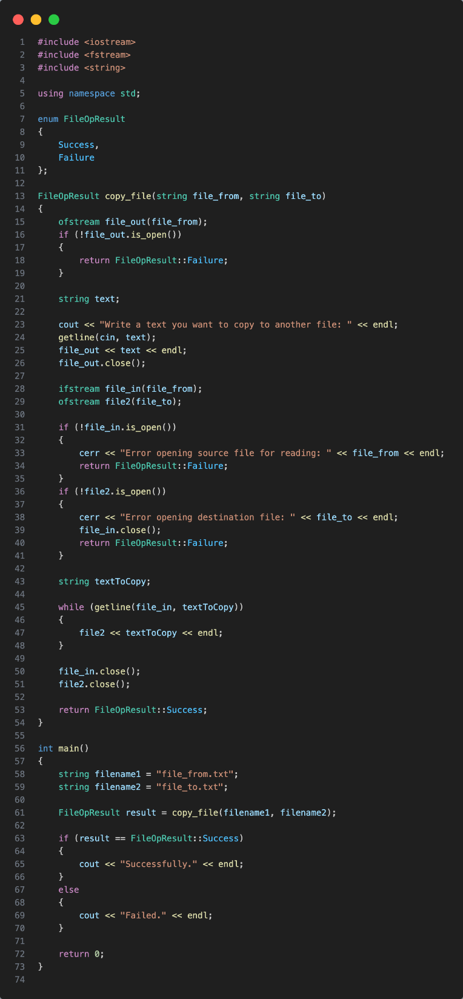 1 #include <iostream>
2 #include <fstream>
3 #include <string>
4
5 using namespace std;
6
7 enum FileOpResult
8 {
9     Success,
10     Failure
11 };
12
13 FileOpResult copy_file(string file_from, string file_to)
14 {
15     ofstream file_out(file_from);
16     if (!file_out.is_open())
17     {
18         return FileOpResult::Failure;
19     }
20
21     string text;
22
23     cout << "Write a text you want to copy to another file: " << endl;
24     getline(cin, text);
25     file_out << text << endl;
26     file_out.close();
27
28     ifstream file_in(file_from);
29     ofstream file2(file_to);
30
31     if (!file_in.is_open())
32     {
33         cerr << "Error opening source file for reading: " << file_from << endl;
34         return FileOpResult::Failure;
35     }
36     if (!file2.is_open())
37     {
38         cerr << "Error opening destination file: " << file_to << endl;
39         file_in.close();
40         return FileOpResult::Failure;
41     }
42
43     string textToCopy;
44
45     while (getline(file_in, textToCopy))
46     {
47         file2 << textToCopy << endl;
48     }
49
50     file_in.close();
51     file2.close();
52
53     return FileOpResult::Success;
54 }
55
56 int main()
57 {
58     string filename1 = "file_from.txt";
59     string filename2 = "file_to.txt";
60
61     FileOpResult result = copy_file(filename1, filename2);
62
63     if (result == FileOpResult::Success)
64     {
65         cout << "Successfully." << endl;
66     }
67     else
68     {
69         cout << "Failed." << endl;
70     }
71
72     return 0;
73 }
74